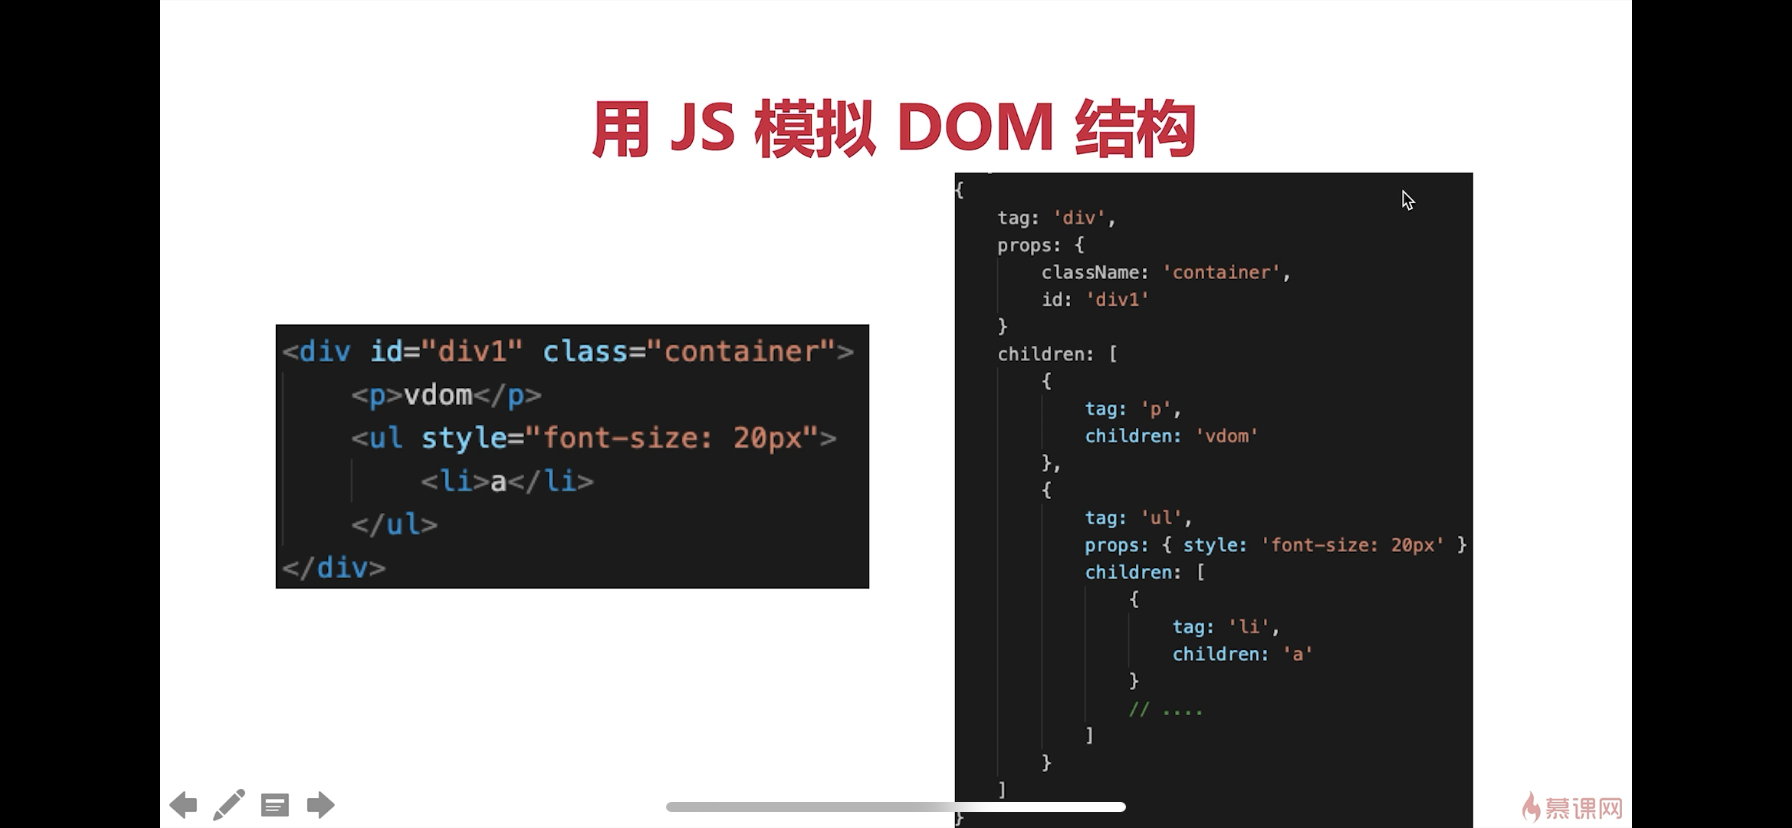 用 JS 模拟 DOM 结构
<div id="div1" class="container">
    <p>vdom</p>
    <ul style="font-size: 20px">
        <li>a</li>
    </ul>
</div>
{
    tag: 'div',
    props: {
        className: 'container',
        id: 'div1'
    }
    children: [
        {
            tag: 'p',
            children: 'vdom'
        },
        {
            tag: 'ul',
            props: { style: 'font-size: 20px' }
            children: [
                {
                    tag: 'li',
                    children: 'a'
                }
                // ....
            ]
        }
    ]
}
慕课网